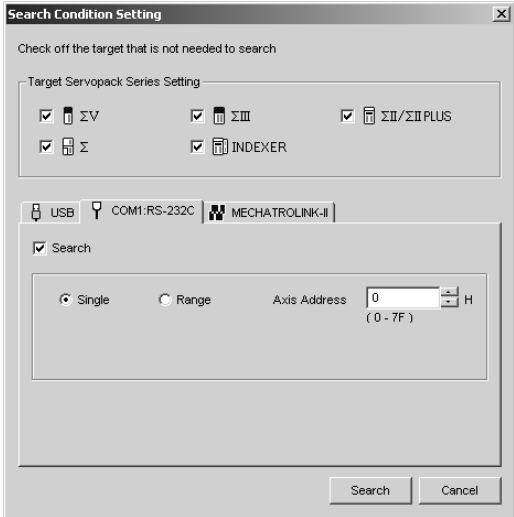 Search Condition Setting
Check off the target that is not needed to search
Target Servopack Series Setting
ΣV ΣIII ΣII/ΣII PLUS
Σ INDEXER
USB COM1:RS-232C MECHATROLINK-II
Search
Single Range Axis Address 0 H
( 0 - 7F )
Search Cancel